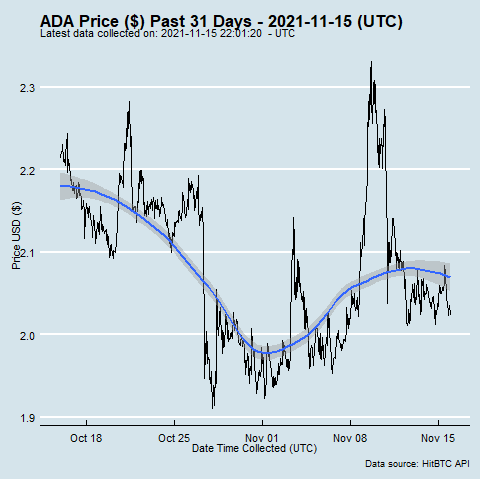 ADA Price ($) Past 31 Days - 2021-11-15 (UTC)
Latest data collected on: 2021-11-15 22:01:20  - UTC
2.3
2.2
2.1
2.0
1.9
Price USD ($)
Oct 18
Oct 25
Nov 01
Nov 08
Nov 15
Date Time Collected (UTC)
Data source: HitBTC API